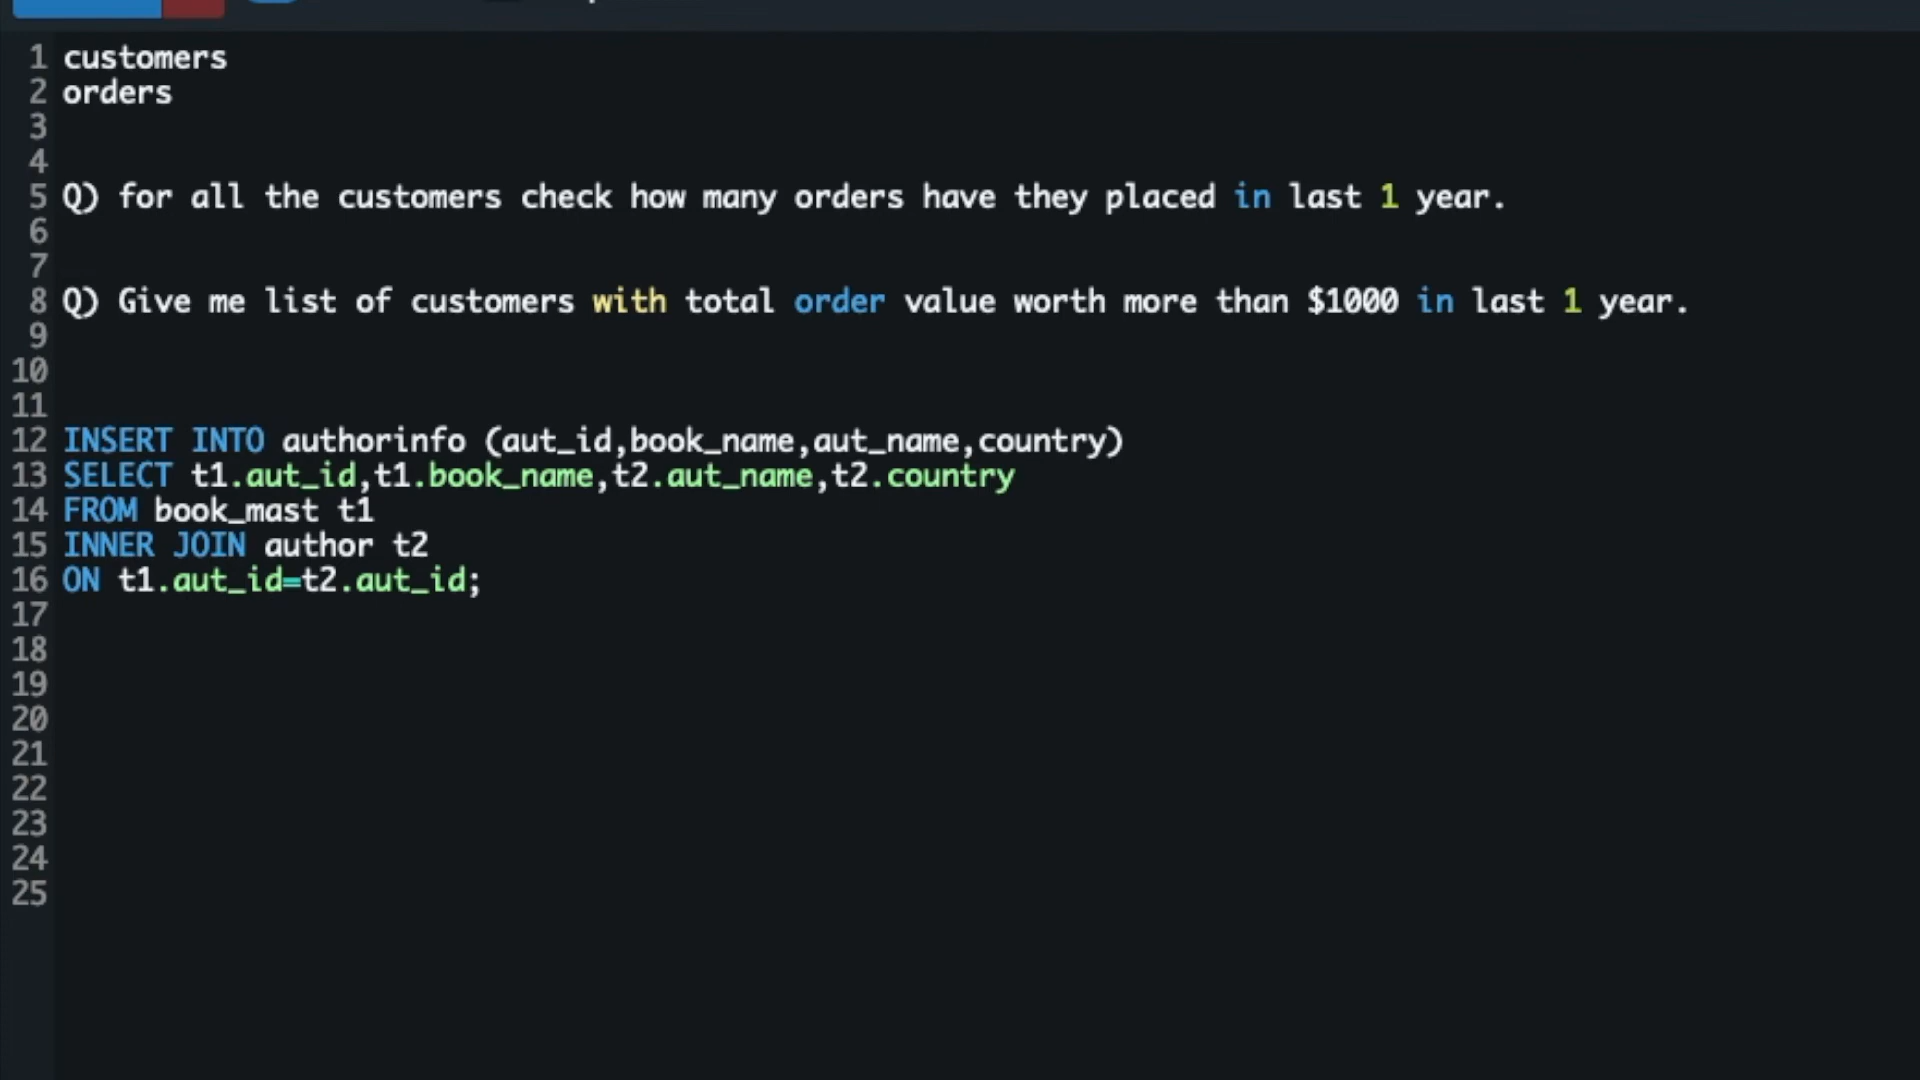 1 customers
2 orders
3
4
5 Q) for all the customers check how many orders have they placed in last 1 year.
6
7
8 Q) Give me list of customers with total order value worth more than $1000 in last 1 year.
9
10
11
12 INSERT INTO authorinfo (aut_id,book_name,aut_name,country)
13 SELECT t1.aut_id,t1.book_name,t2.aut_name,t2.country
14 FROM book_mast t1
15 INNER JOIN author t2
16 ON t1.aut_id=t2.aut_id;
17
18
19
20
21
22
23
24
25